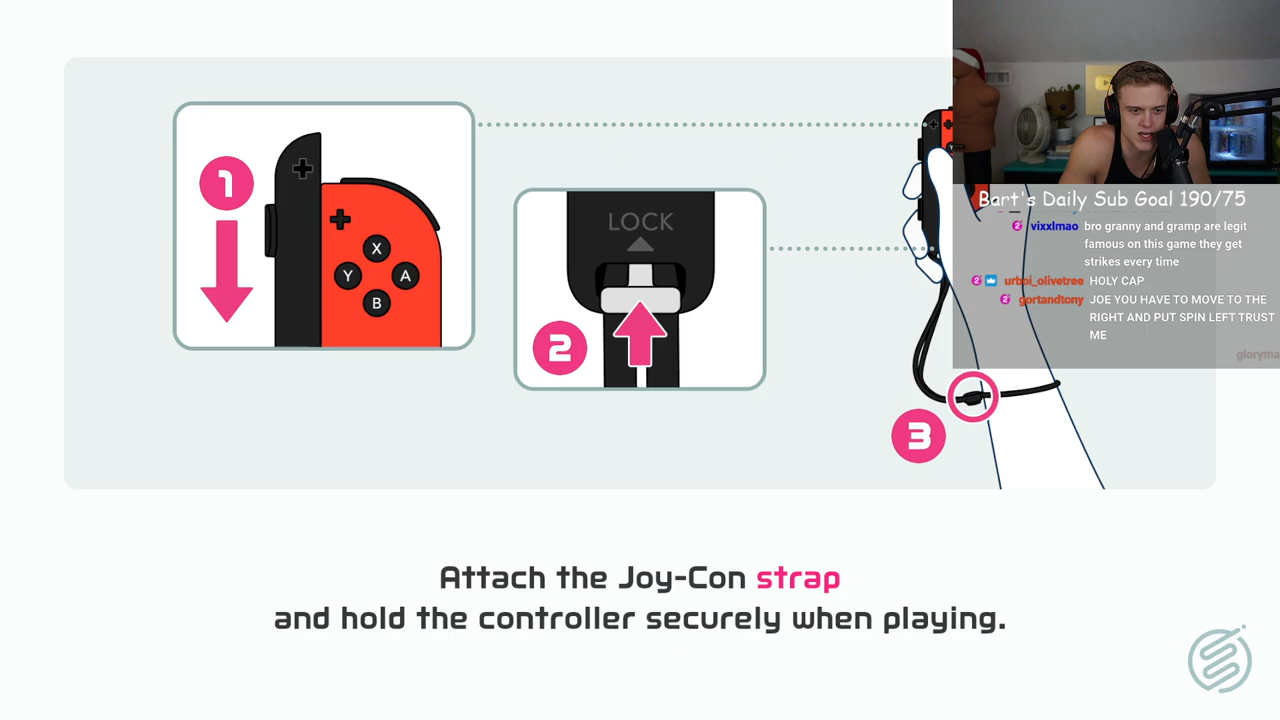 1
X
Y
A
B
LOCK
2
3
Attach the Joy-Con strap
and hold the controller securely when playing.
Bart's Daily Sub Goal 190/75
vixxlmao bro granny and gramp are legit
famous on this game they get
strikes every time
urboi_olivetree HOLY CAP
gortandtony JOE YOU HAVE TO MOVE TO THE
RIGHT AND PUT SPIN LEFT TRUST
ME